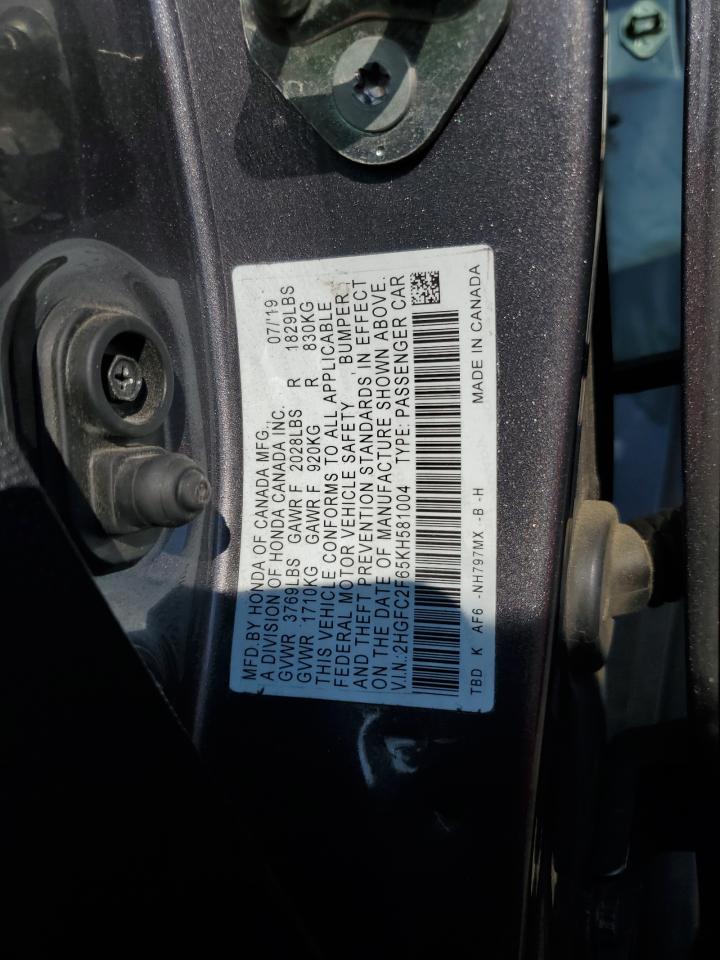 MFD.BY HONDA OF CANADA MFG. 07/'19
A DIVISION OF HONDA CANADA INC.
GVWR 3769LBS GAWR F 2028LBS R 1829LBS
GVWR 1710KG GAWR F 920KG R 830KG
THIS VEHICLE CONFORMS TO ALL APPLICABLE
FEDERAL MOTOR VEHICLE SAFETY, BUMPER,
AND THEFT PREVENTION STANDARDS IN EFFECT
ON THE DATE OF MANUFACTURE SHOWN ABOVE.
V.I.N.:2HGFC2F65KH581004 TYPE: PASSENGER CAR
TBD K AF6 -NH797MX -B -H MADE IN CANADA